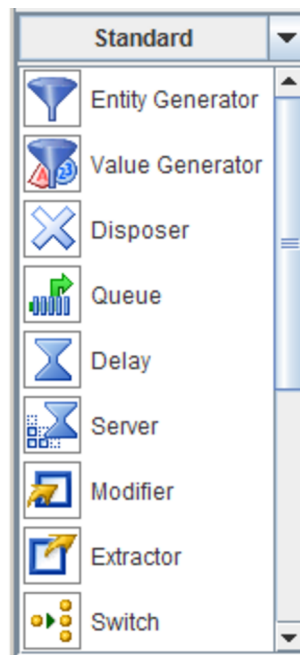 Standard
Entity Generator
Value Generator
Disposer
Queue
Delay
Server
Modifier
Extractor
Switch